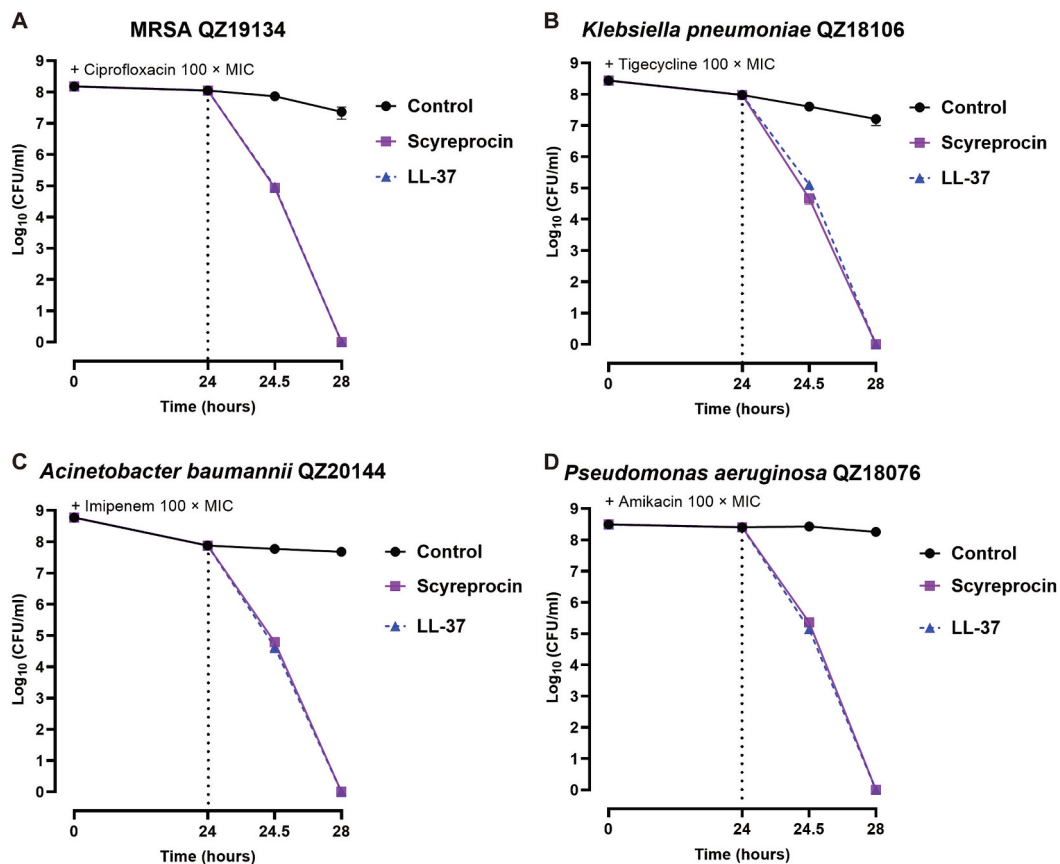 A
MRSA QZ19134
+ Ciprofloxacin 100 × MIC
Log10 (CFU/ml)
9
8
7
6
5
4
3
2
1
0
0
24
24.5
28
Time (hours)
Control
Scyreprocin
LL-37
B
Klebsiella pneumoniae QZ18106
+ Tigecycline 100 × MIC
Log10 (CFU/ml)
9
8
7
6
5
4
3
2
1
0
0
24
24.5
28
Time (hours)
Control
Scyreprocin
LL-37
C
Acinetobacter baumannii QZ20144
+ Imipenem 100 × MIC
Log10 (CFU/ml)
9
8
7
6
5
4
3
2
1
0
0
24
24.5
28
Time (hours)
Control
Scyreprocin
LL-37
D
Pseudomonas aeruginosa QZ18076
+ Amikacin 100 × MIC
Log10 (CFU/ml)
9
8
7
6
5
4
3
2
1
0
0
24
24.5
28
Time (hours)
Control
Scyreprocin
LL-37